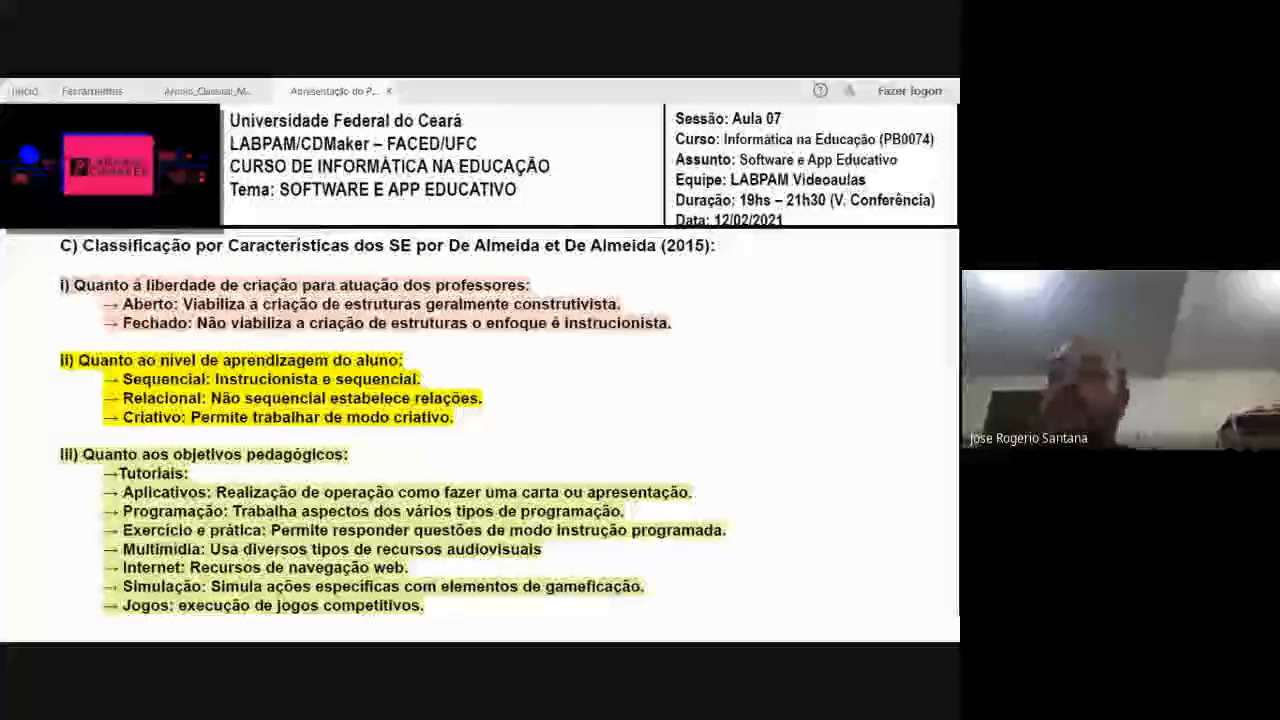 Início Ferramentas Apresentação do P... ×
? Fazer logon
Universidade Federal do Ceará
LABPAM/CDMaker – FACED/UFC
CURSO DE INFORMÁTICA NA EDUCAÇÃO
Tema: SOFTWARE E APP EDUCATIVO
Sessão: Aula 07
Curso: Informática na Educação (PB0074)
Assunto: Software e App Educativo
Equipe: LABPAM Videoaulas
Duração: 19hs – 21h30 (V. Conferência)
Data: 12/02/2021
C) Classificação por Características dos SE por De Almeida et De Almeida (2015):
i) Quanto á liberdade de criação para atuação dos professores:
→ Aberto: Viabiliza a criação de estruturas geralmente construtivista.
→ Fechado: Não viabiliza a criação de estruturas o enfoque é instrucionista.
ii) Quanto ao nível de aprendizagem do aluno:
→ Sequencial: Instrucionista e sequencial.
→ Relacional: Não sequencial estabelece relações.
→ Criativo: Permite trabalhar de modo criativo.
iii) Quanto aos objetivos pedagógicos:
→Tutoriais:
→ Aplicativos: Realização de operação como fazer uma carta ou apresentação.
→ Programação: Trabalha aspectos dos vários tipos de programação.
→ Exercício e prática: Permite responder questões de modo instrução programada.
→ Multimídia: Usa diversos tipos de recursos audiovisuais
→ Internet: Recursos de navegação web.
→ Simulação: Simula ações especificas com elementos de gameficação.
→ Jogos: execução de jogos competitivos.
Jose Rogerio Santana